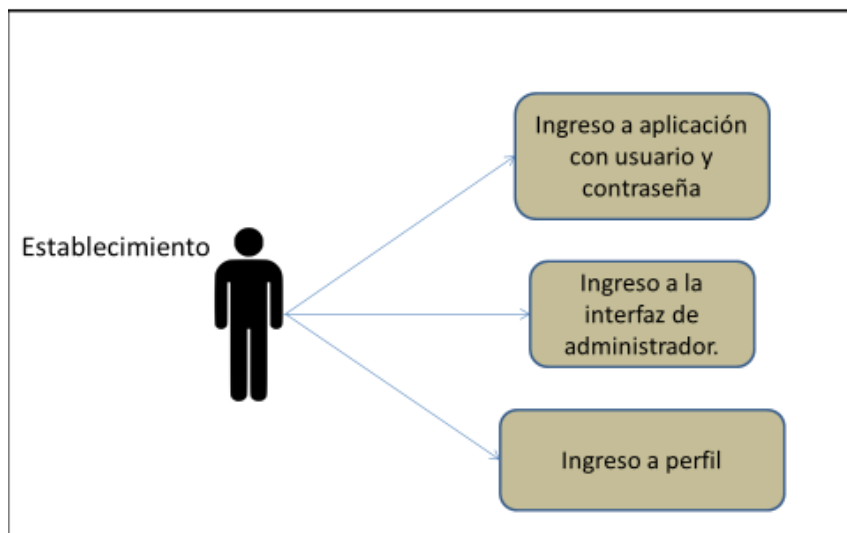 Ingreso a aplicación
con usuario y
contraseña
Establecimiento
Ingreso a la
interfaz de
administrador.
Ingreso a perfil